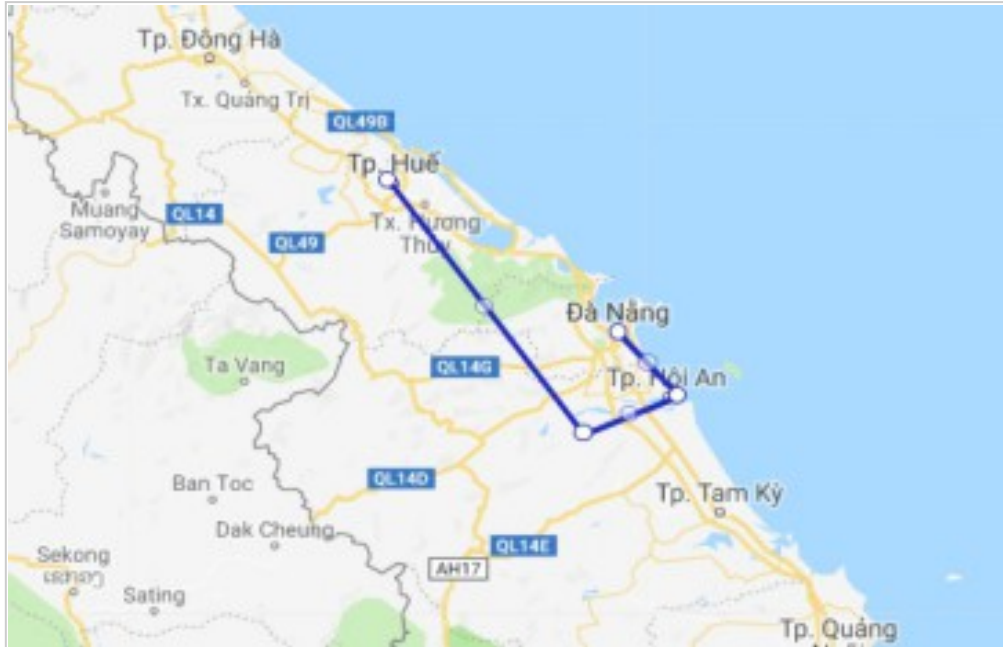 Tp. Đông Hà
Tx. Quảng Trị
QL49B
Tp. Huế
Muang
Samoyay
QL14
QL49
Tx. Hương
Thủy
Đà Nẵng
Ta Vang
QL14G
Tp. Hội An
QL14D
Ban Toc
Tp. Tam Kỳ
Dak Cheung
QL14E
Sekong
AH17
Sating
Tp. Quảng